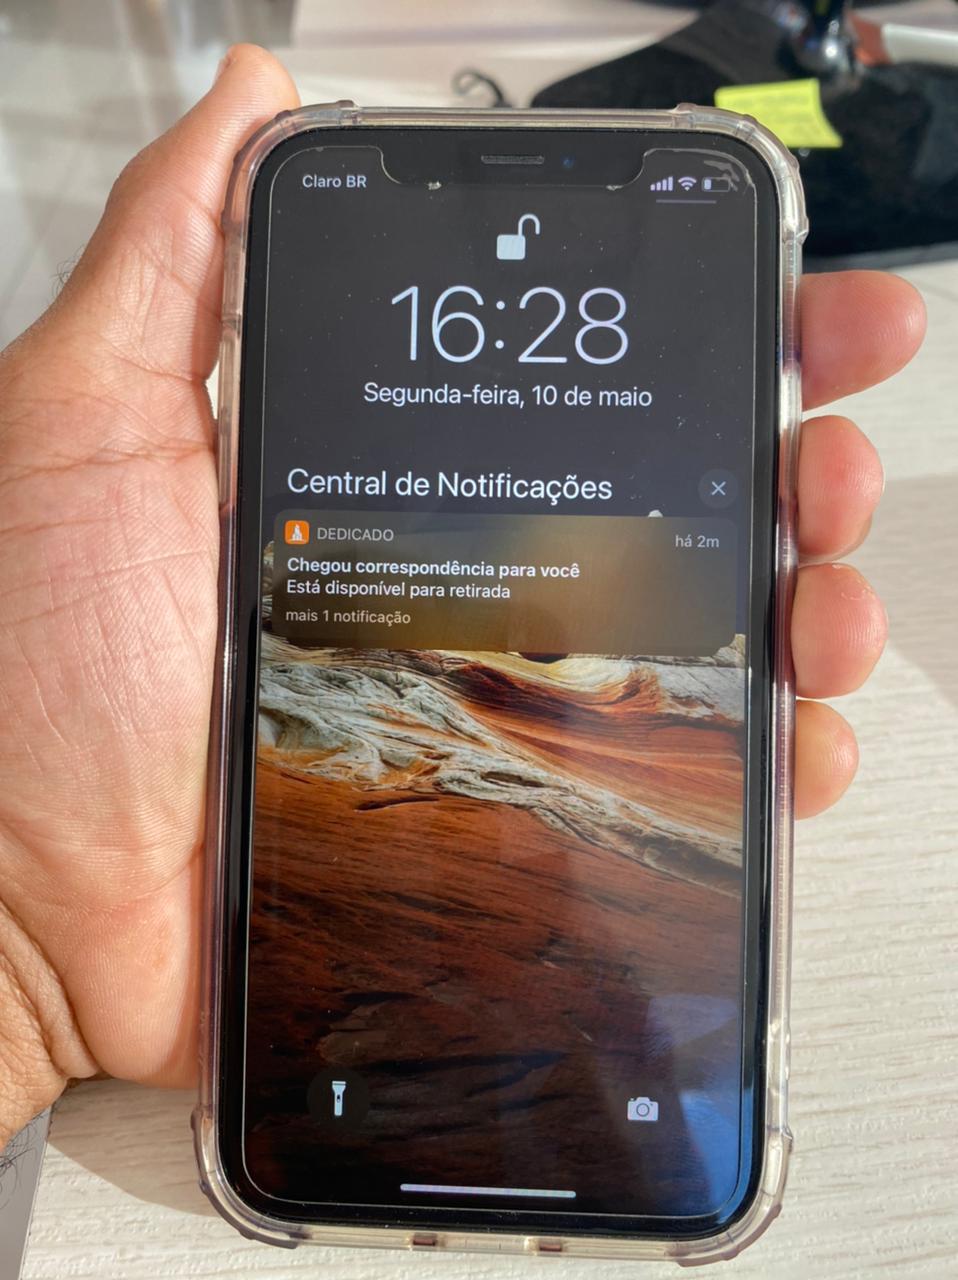 Claro BR
16:28
Segunda-feira, 10 de maio
Central de Notificações
DEDICADO
há 2m
Chegou correspondência para você
Está disponível para retirada
mais 1 notificação